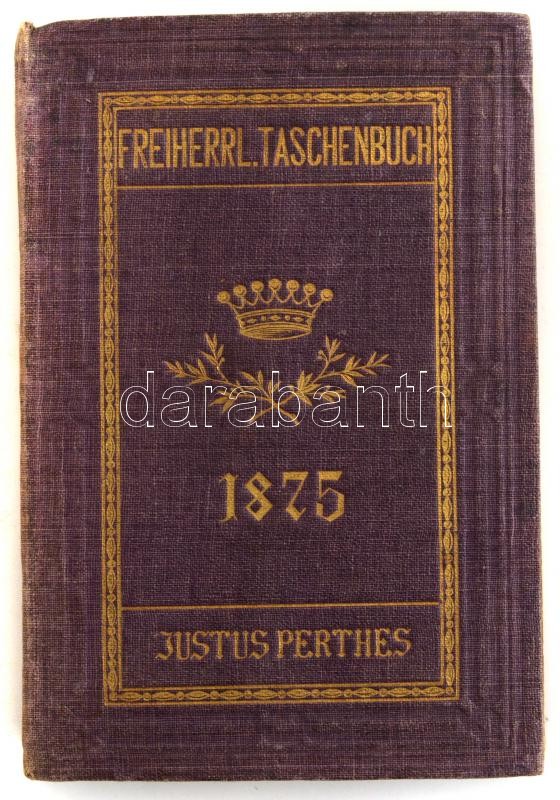 FREIHERRL. TASCHENBUCH
darabanth
1875
JUSTUS PERTHES